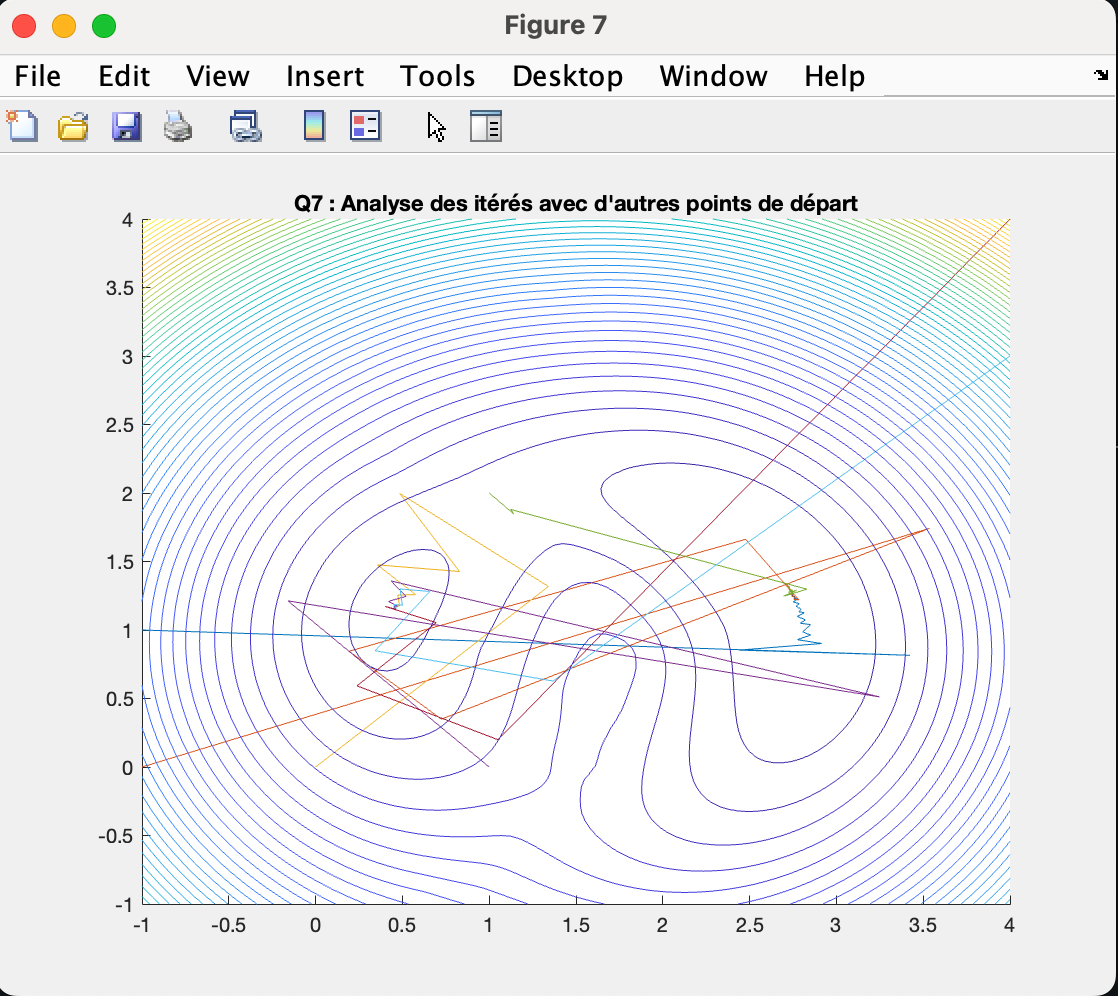 Figure 7
File Edit View Insert Tools Desktop Window Help
Q7 : Analyse des itérés avec d'autres points de départ
4
3.5
3
2.5
2
1.5
1
0.5
0
-0.5
-1
-1 -0.5 0 0.5 1 1.5 2 2.5 3 3.5 4